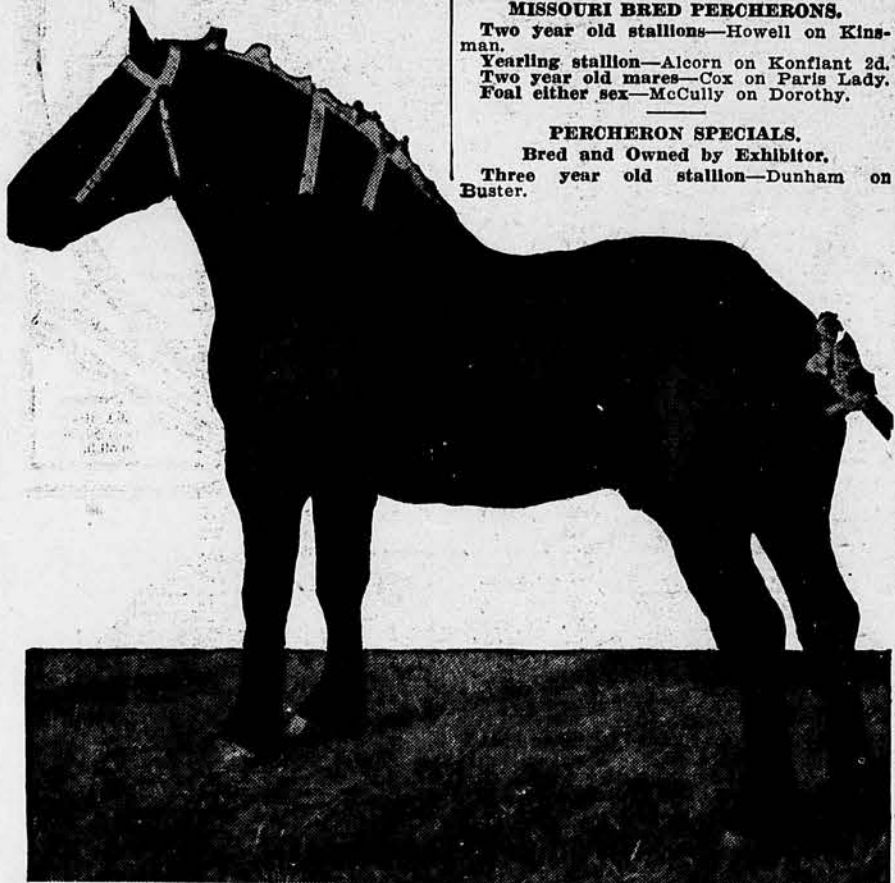 MISSOURI BRED PERCHERONS.
Two year old stallions—Howell on Kins-
man.
Yearling stallion—Alcorn on Konflant 2d.
Two year old mares—Cox on Paris Lady.
Foal either sex—McCully on Dorothy.
PERCHERON SPECIALS.
Bred and Owned by Exhibitor.
Three year old stallion—Dunham on
Buster.